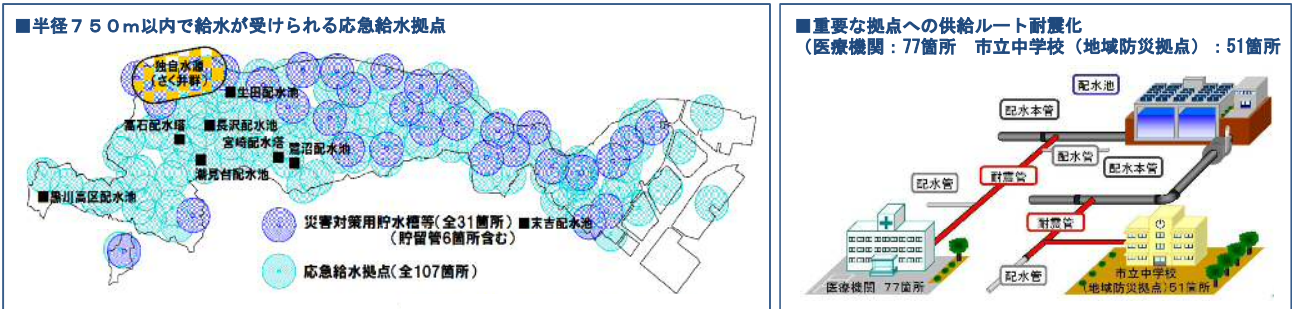 ■半径７５０ｍ以内で給水が受けられる応急給水拠点
独自水源
(さく井群)
■生田配水池
高石配水塔
■長沢配水池
宮崎配水塔
鷺沼配水池
潮見台配水池
■黒川高区配水池
災害対策用貯水槽等(全31箇所)
(貯留管6箇所含む)
■末吉配水池
応急給水拠点(全107箇所)
■重要な拠点への供給ルート耐震化
（医療機関：77箇所　市立中学校（地域防災拠点）：51箇所
配水池
配水本管
配水管
配水本管
耐震管
配水管
耐震管
配水管
医療機関 77箇所
市立中学校
(地域防災拠点)51箇所